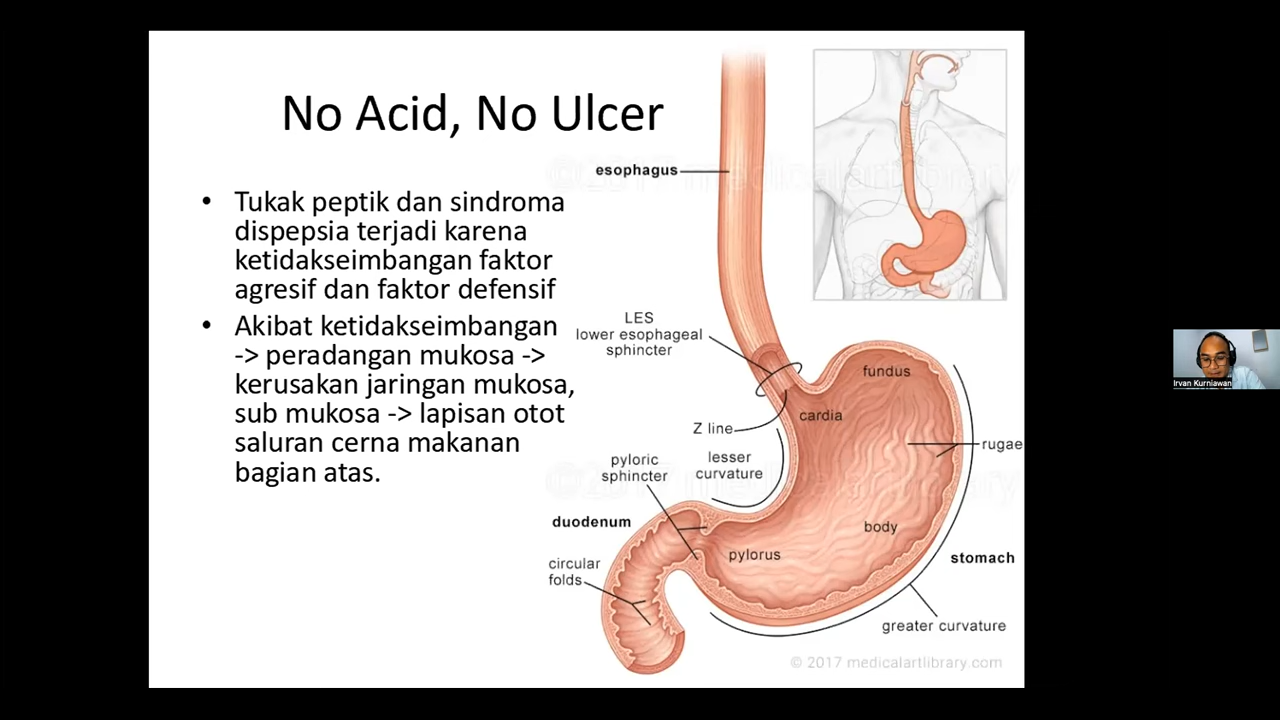 No Acid, No Ulcer
• Tukak peptik dan sindroma
dispepsia terjadi karena
ketidakseimbangan faktor
agresif dan faktor defensif
• Akibat ketidakseimbangan
-> peradangan mukosa ->
kerusakan jaringan mukosa,
sub mukosa -> lapisan otot
saluran cerna makanan
bagian atas.
esophagus
LES
lower esophageal
sphincter
fundus
cardia
Z line
rugae
lesser
curvature
pyloric
sphincter
duodenum
body
pylorus
circular
folds
stomach
greater curvature
© 2017 medicalartlibrary.com
Irvan Kurniawan